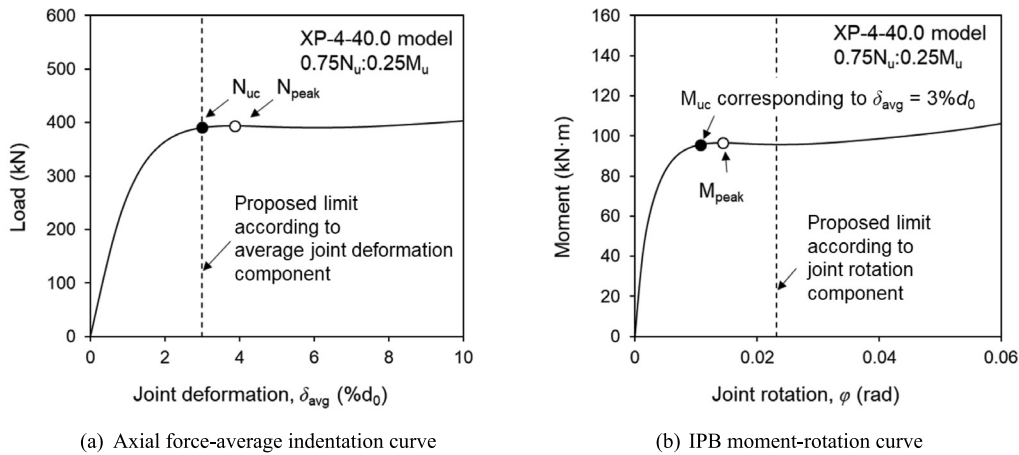 600
500
400
300
200
100
0
Load (kN)
XP-4-40.0 model
0.75Nu:0.25Mu
Nuc
Npeak
Proposed limit
according to
average joint deformation
component
0
2
4
6
8
10
Joint deformation, δavg (%d0)
(a) Axial force-average indentation curve
160
140
120
100
80
60
40
20
0
Moment (kN·m)
XP-4-40.0 model
0.75Nu:0.25Mu
Muc corresponding to δavg = 3%d0
Mpeak
Proposed limit
according to
joint rotation
component
0
0.02
0.04
0.06
Joint rotation, φ (rad)
(b) IPB moment-rotation curve